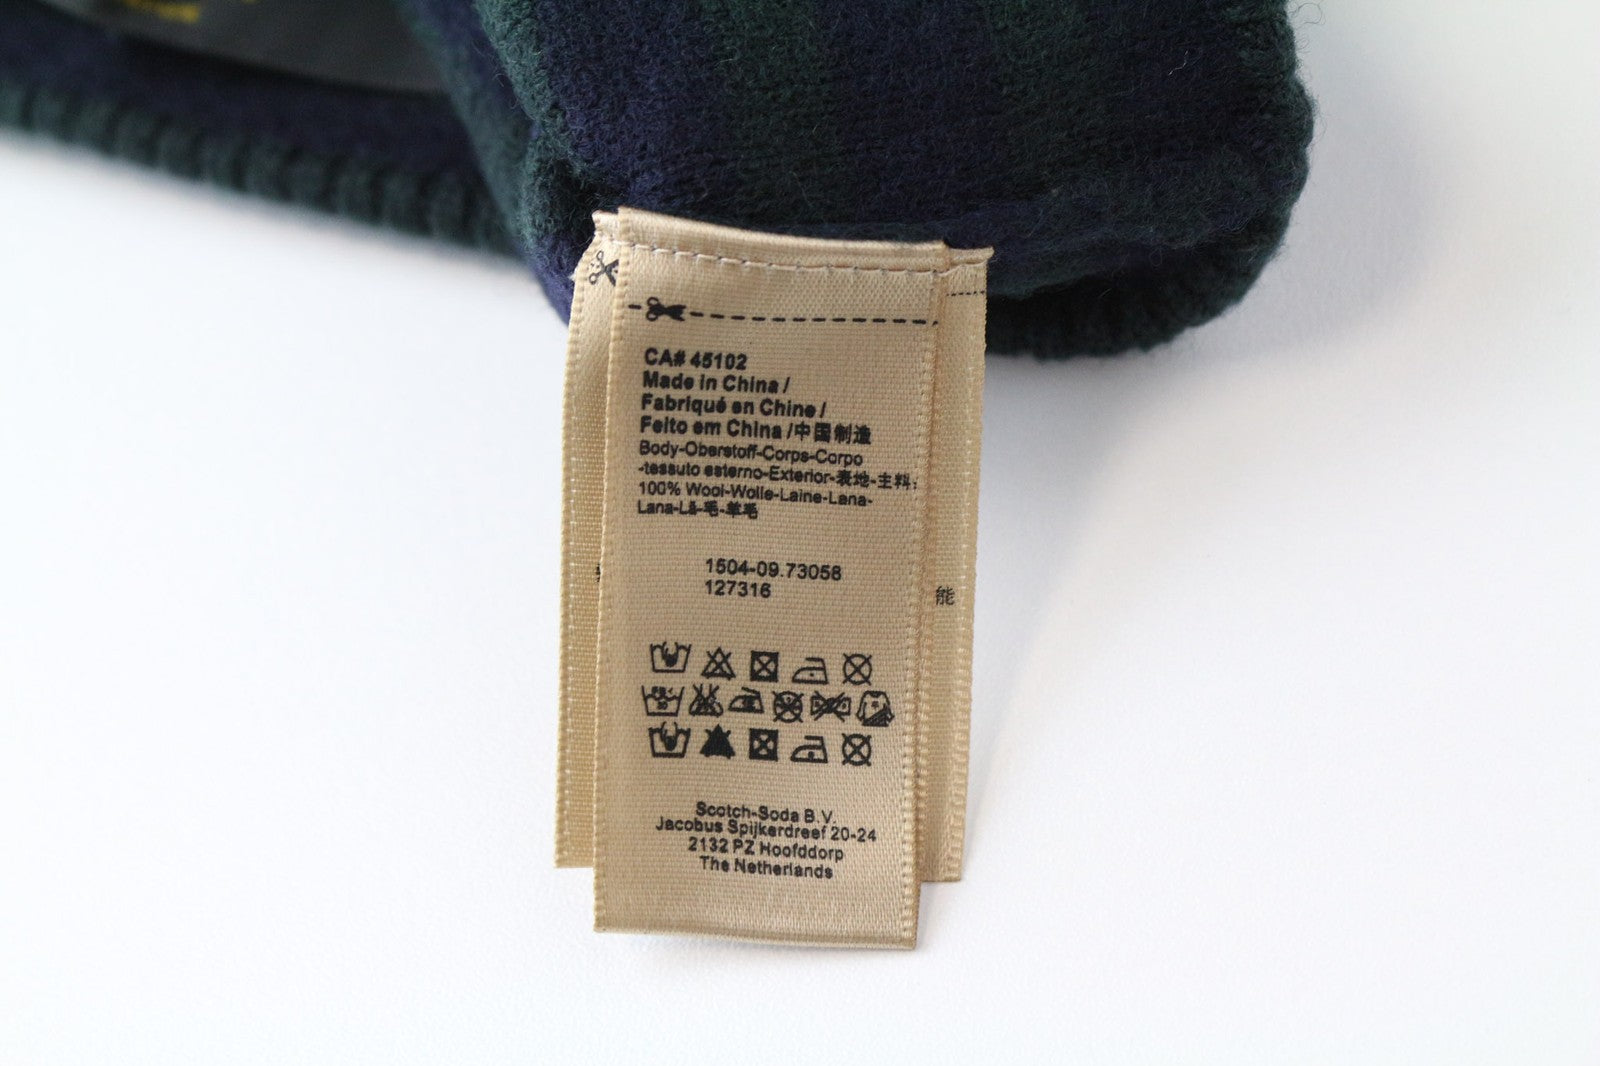 CA# 45102
Made in China /
Fabriqué en Chine /
Feito em China /中国制造
Body-Oberstoff-Corps-Corpo
-tessuto esterno-Exterior-表地-主料:
100% Wool-Wolle-Laine-Lana-
Lana-Lã-毛-羊毛
1504-09.73058
127316
能
Scotch-Soda B.V.
Jacobus Spijkerdreef 20-24
2132 PZ Hoofddorp
The Netherlands